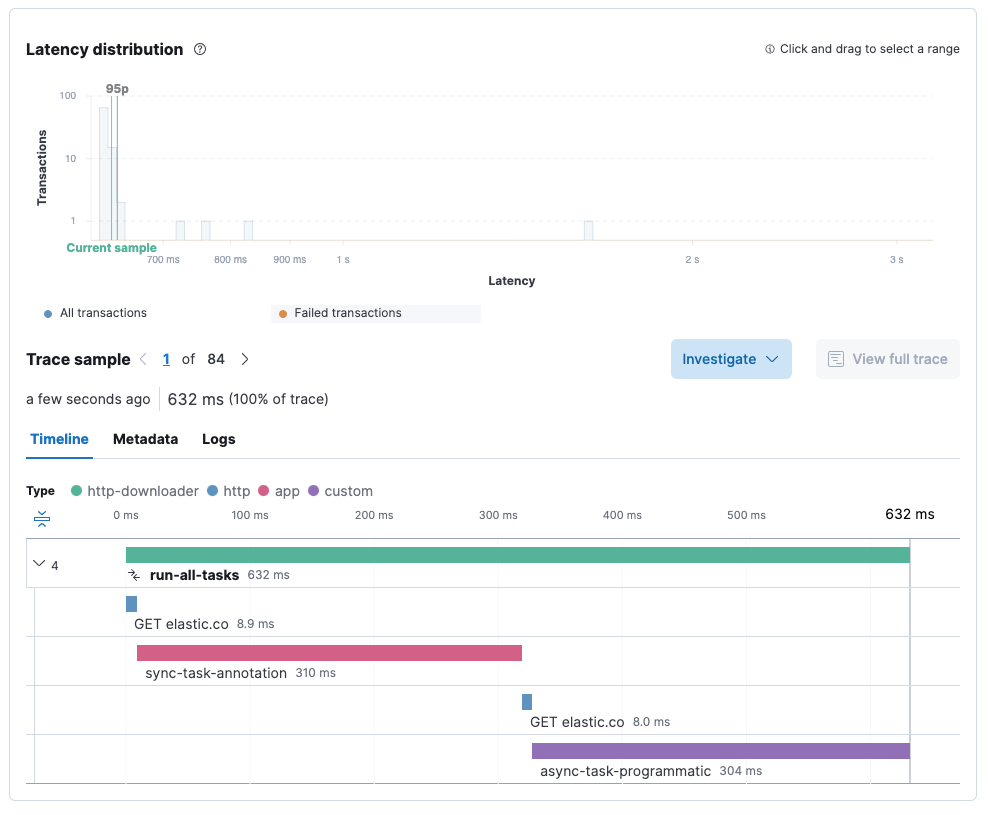 Latency distribution
Click and drag to select a range
95p
100
10
1
Transactions
Current sample
700 ms 800 ms 900 ms 1 s 2 s 3 s
Latency
All transactions Failed transactions
Trace sample 1 of 84 Investigate View full trace
a few seconds ago 632 ms (100% of trace)
Timeline Metadata Logs
Type http-downloader http app custom
0 ms 100 ms 200 ms 300 ms 400 ms 500 ms 632 ms
4
run-all-tasks 632 ms
GET elastic.co 8.9 ms
sync-task-annotation 310 ms
GET elastic.co 8.0 ms
async-task-programmatic 304 ms